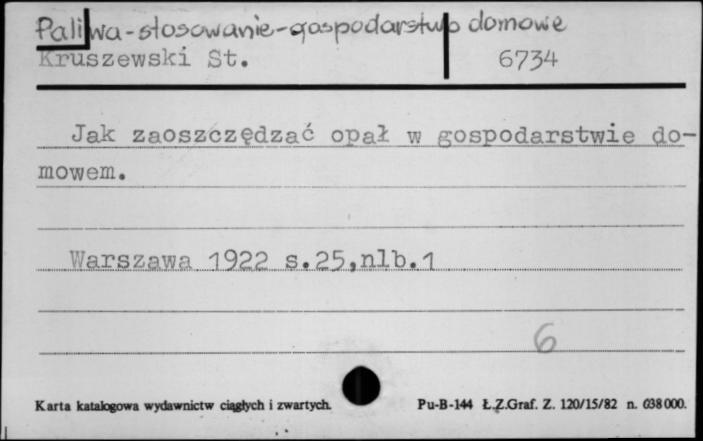 Paliwa-stosowanie-gospodarstwo domowe
Kruszewski St. 6734
Jak zaoszczędzać opał w gospodarstwie do-
mowem.
Warszawa 1922 s.25,nlb.1
6
Karta katalogowa wydawnictw ciągłych i zwartych. Pu-B-144 Ł.Z.Graf. Z. 120/15/82 n. 638000.